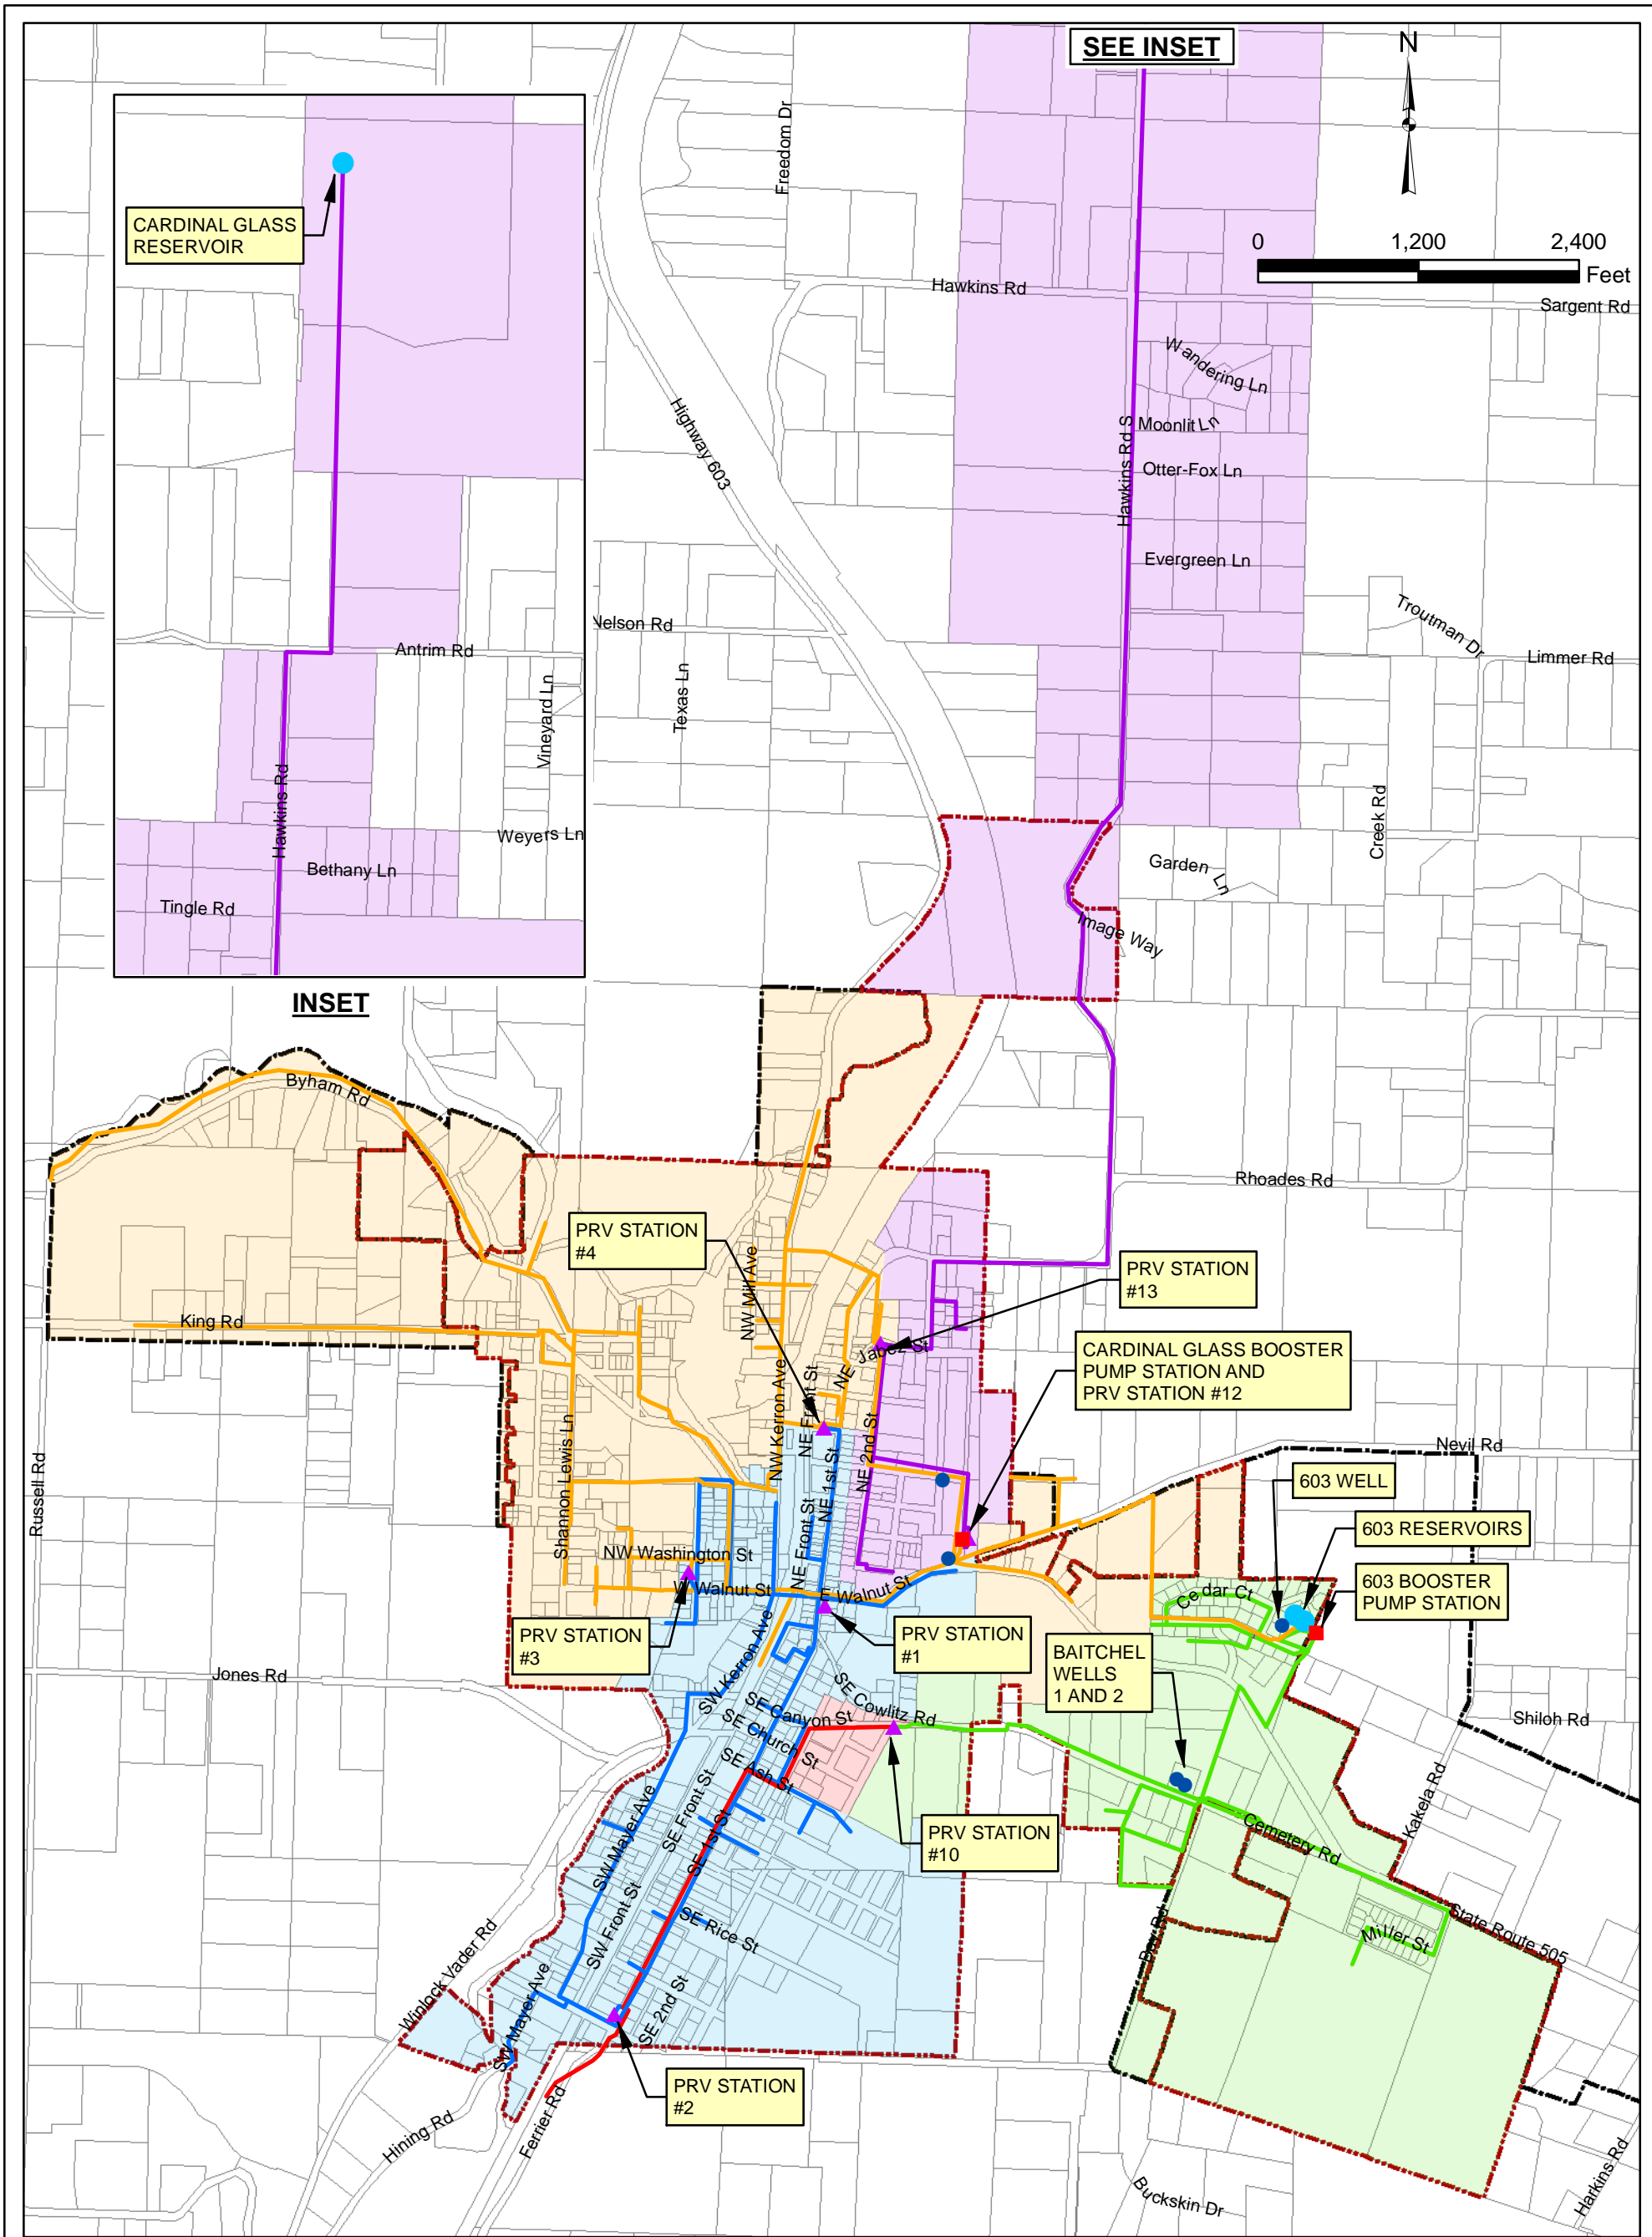 SEE INSET
N
0 1,200 2,400
Feet
CARDINAL GLASS
RESERVOIR
Freedom Dr
Hawkins Rd
Sargent Rd
Wandering Ln
Highway 603
Hawkins Rd S
Moonlit Ln
Otter-Fox Ln
Evergreen Ln
Nelson Rd
Texas Ln
Troutman Dr
Limmer Rd
Antrim Rd
Vineyard Ln
Hawkins Rd
Weyers Ln
Bethany Ln
Tingle Rd
Creek Rd
Garden Ln
Image Way
INSET
Byham Rd
Rhoades Rd
PRV STATION
#4
NW Mill Ave
PRV STATION
#13
King Rd
NE Jabez St
CARDINAL GLASS BOOSTER
PUMP STATION AND
PRV STATION #12
NW Kerron Ave
NE Front St
NE 2nd St
NE 1st St
Nevil Rd
Russell Rd
Shannon Lewis Ln
603 WELL
603 RESERVOIRS
NE Front St
NW Washington St
W Walnut St
E Walnut St
Cedar Ct
603 BOOSTER
PUMP STATION
PRV STATION
#3
PRV STATION
#1
BAITCHEL
WELLS
1 AND 2
Jones Rd
SW Kerron Ave
SE Cowlitz Rd
SE Canyon St
SE Church St
SE Ash St
Shiloh Rd
SW Mayer Ave
SE Front St
SE 1st St
PRV STATION
#10
Kakela Rd
Cemetery Rd
SW Front St
SE Rice St
Miller St
State Route 505
Winlock Vader Rd
SW Mayer Ave
SE 2nd St
PRV STATION
#2
Hining Rd
Ferrier Rd
Buckskin Dr
Harkins Rd